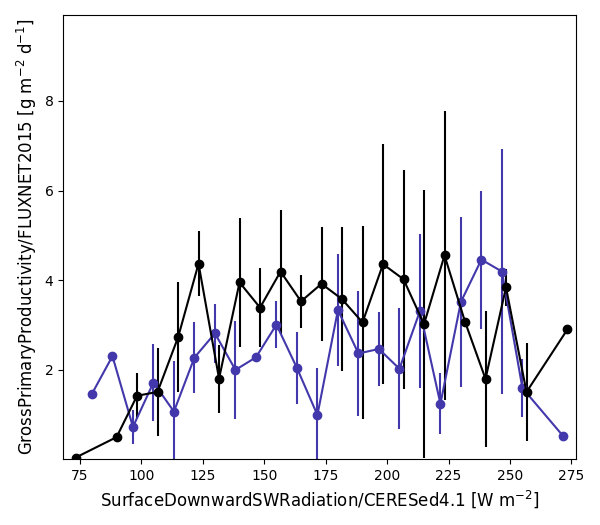 GrossPrimaryProductivity/FLUXNET2015 [g m⁻² d⁻¹]
8
6
4
2
75 100 125 150 175 200 225 250 275
SurfaceDownwardSWRadiation/CERESed4.1 [W m⁻²]